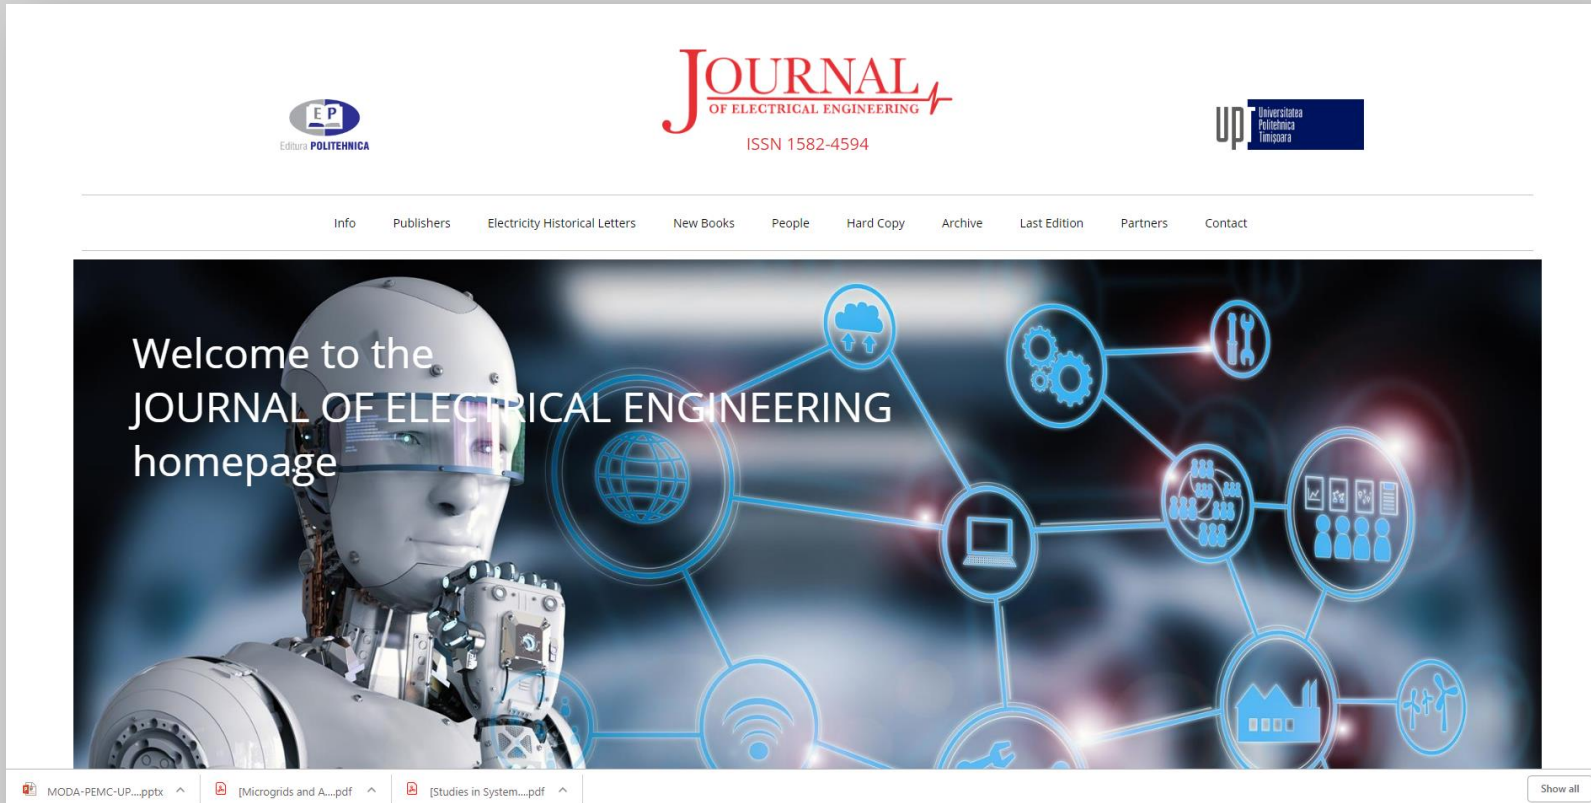 JOURNAL
OF ELECTRICAL ENGINEERING
ISSN 1582-4594
E P
Editura POLITEHNICA
UPT Universitatea
Politehnica
Timişoara
Info Publishers Electricity Historical Letters New Books People Hard Copy Archive Last Edition Partners Contact
Welcome to the
JOURNAL OF ELECTRICAL ENGINEERING
homepage
MODA-PEMC-UP....pptx [Microgrids and A....pdf [Studies in System....pdf Show all